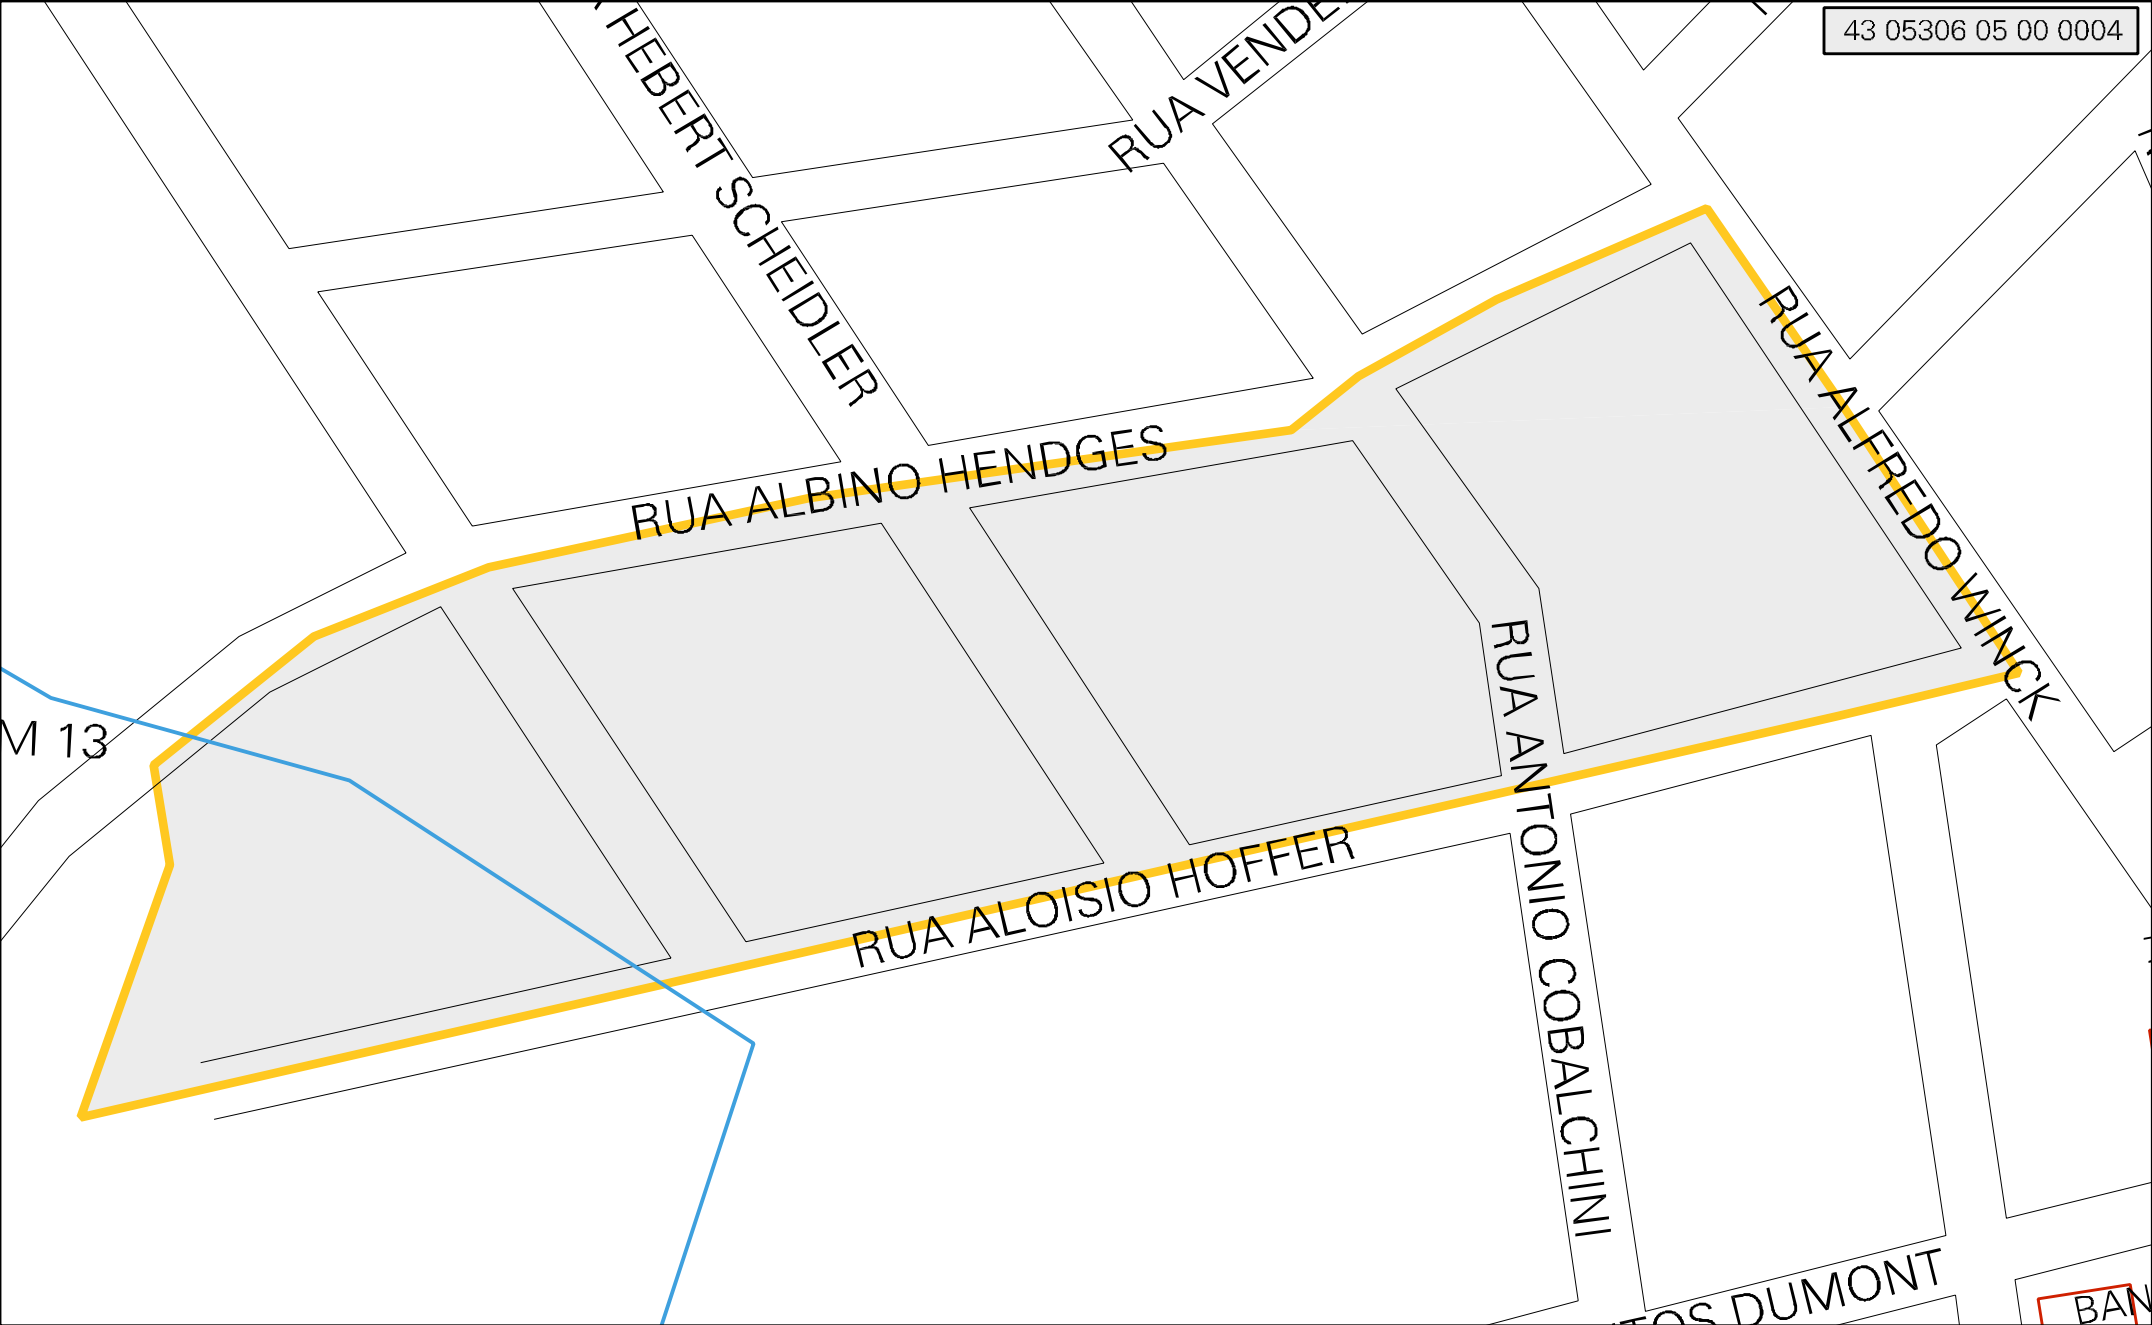 43 05306 05 00 0004
HEBERT SCHEIDLER
RUA
RUA ALFREDO WINCK
RUA ALBINO HENDGES
RUA ANTONIO COBALCHINI
M 13
RUA ALOISIO HOFFER
DUMONT